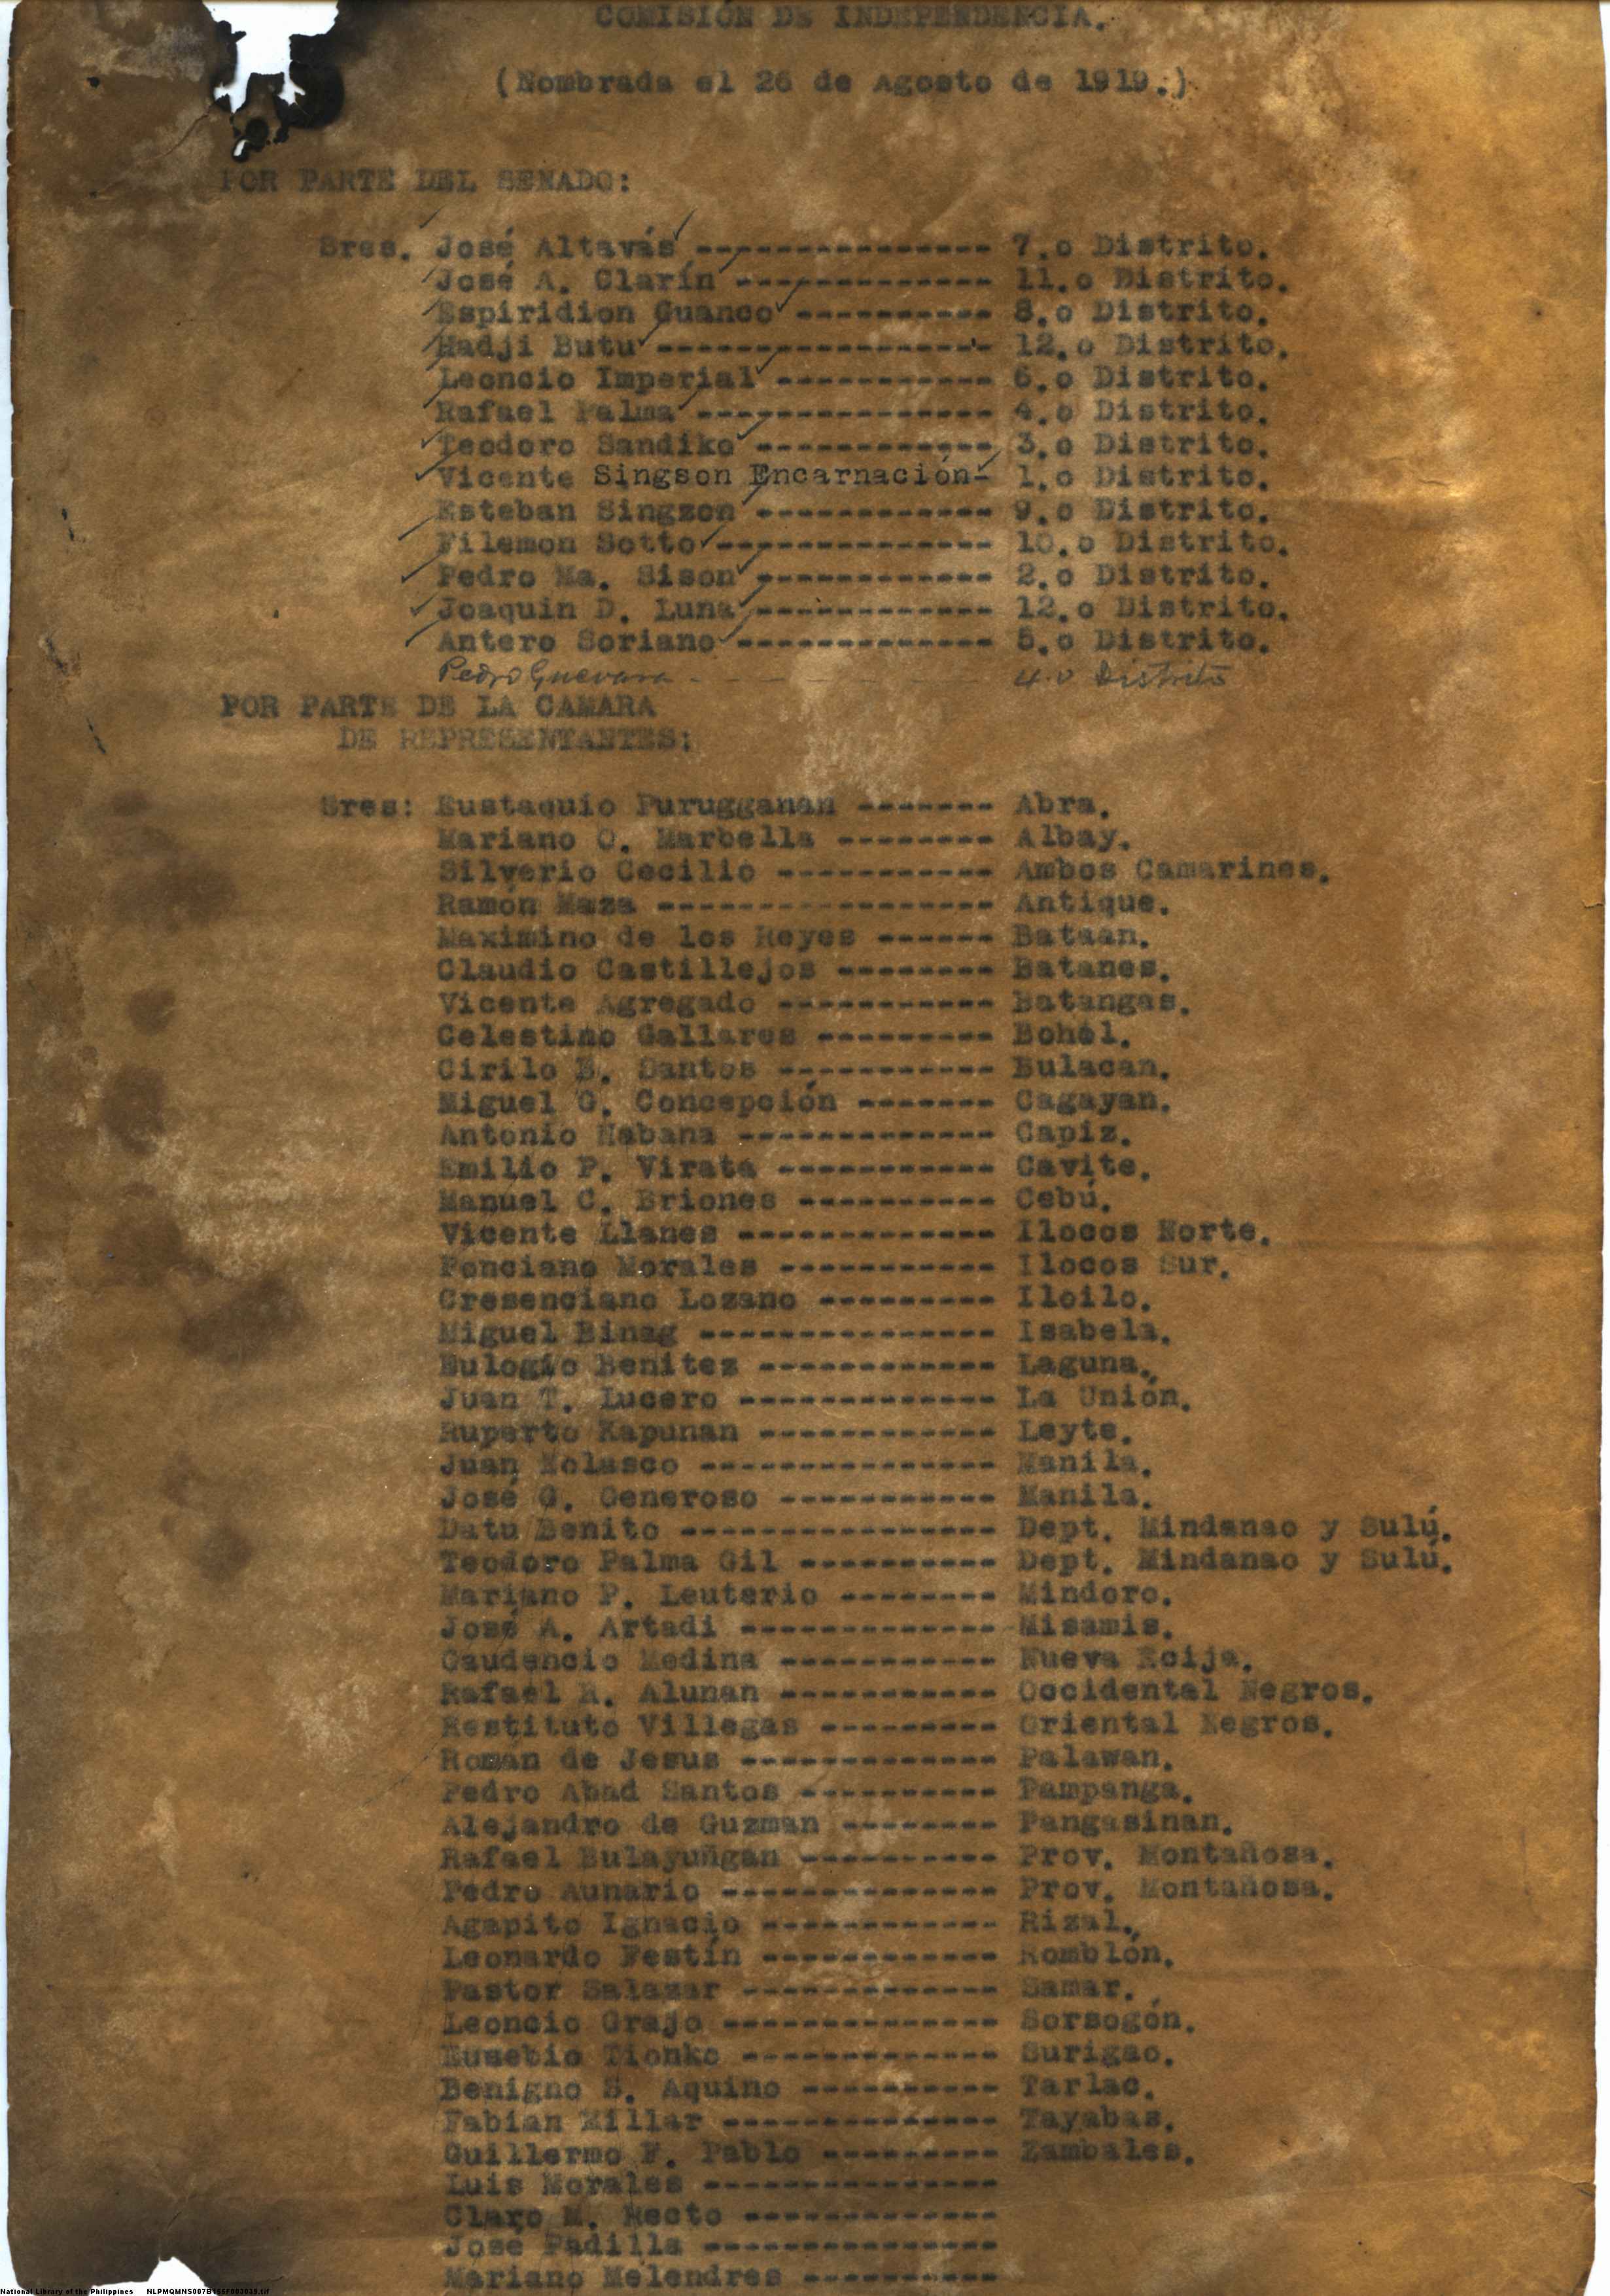 COMISIÓN DE INDEPENDENCIA.
(Nombrada el 26 de Agosto de 1919.)
POR PARTE DEL SENADO:
Sres. José Altavás --------------- 7.o Distrito.
José A. Clarín ------------- 11.o Distrito.
Espiridion Guanco ---------- 8.o Distrito.
Hadji Butu ----------------- 12.o Distrito.
Leoncio Imperial ----------- 6.o Distrito.
Rafael Palma --------------- 4.o Distrito.
Teodoro Sandiko ------------ 3.o Distrito.
Vicente Singson Encarnación- 1.o Distrito.
Esteban Singzon ------------ 9.o Distrito.
Filemon Sotto -------------- 10.o Distrito.
Pedro Ma. Sison ------------ 2.o Distrito.
Joaquin D. Luna ------------ 12.o Distrito.
Antero Soriano ------------- 5.o Distrito.
Pedro Guevara - - - - - 4.o Distrito
POR PARTE DE LA CAMARA
DE REPRESENTANTES:
Sres: Eustaquio Purugganan ------- Abra.
Mariano O. Marbella -------- Albay.
Silverio Cecilio ----------- Ambos Camarines.
Ramón Maza ----------------- Antique.
Maximino de los Reyes ------ Bataan.
Claudio Castillejos -------- Batanes.
Vicente Agregado ----------- Batangas.
Celestino Gallares --------- Bohol.
Cirilo B. Santos ----------- Bulacan.
Miguel G. Concepción ------- Cagayan.
Antonio Habana ------------- Capiz.
Emilio P. Virata ----------- Cavite.
Manuel C. Briones ---------- Cebú.
Vicente Llanes ------------- Ilocos Norte.
Ponciano Morales ----------- Ilocos Sur.
Cresenciano Lozano --------- Iloilo.
Miguel Binag --------------- Isabela.
Eulogio Benitez ------------ Laguna.
Juan T. Lucero ------------- La Unión.
Ruperto Kapunan ------------ Leyte.
Juan Nolasco --------------- Manila.
José G. Generoso ----------- Manila.
Datu Benito ---------------- Dept. Mindanao y Sulú.
Teodoro Palma Gil ---------- Dept. Mindanao y Sulú.
Mariano P. Leuterio -------- Mindoro.
José A. Artadi ------------- Misamis.
Gaudencio Medina ----------- Nueva Ecija.
Rafael R. Alunan ----------- Occidental Negros.
Restituto Villegas --------- Oriental Negros.
Roman de Jesus ------------- Palawan.
Pedro Abad Santos ---------- Pampanga.
Alejandro de Guzman -------- Pangasinan.
Rafael Bulayuñgan ---------- Prov. Montañosa.
Pedro Aunario -------------- Prov. Montañosa.
Agapito Ignacio ------------ Rizal.
Leonardo Festín ------------ Romblón.
Pastor Salazar ------------- Samar.
Leoncio Grajo -------------- Sorsogón.
Eusebio Tionko ------------- Surigao.
Benigno S. Aquino ---------- Tarlac.
Fabian Millar -------------- Tayabas.
Guillermo F. Pablo --------- Zambales.
Luis Morales ---------------
Claro M. Recto -------------
José Padilla ---------------
Mariano Melendres ----------
National Library of the Philippines